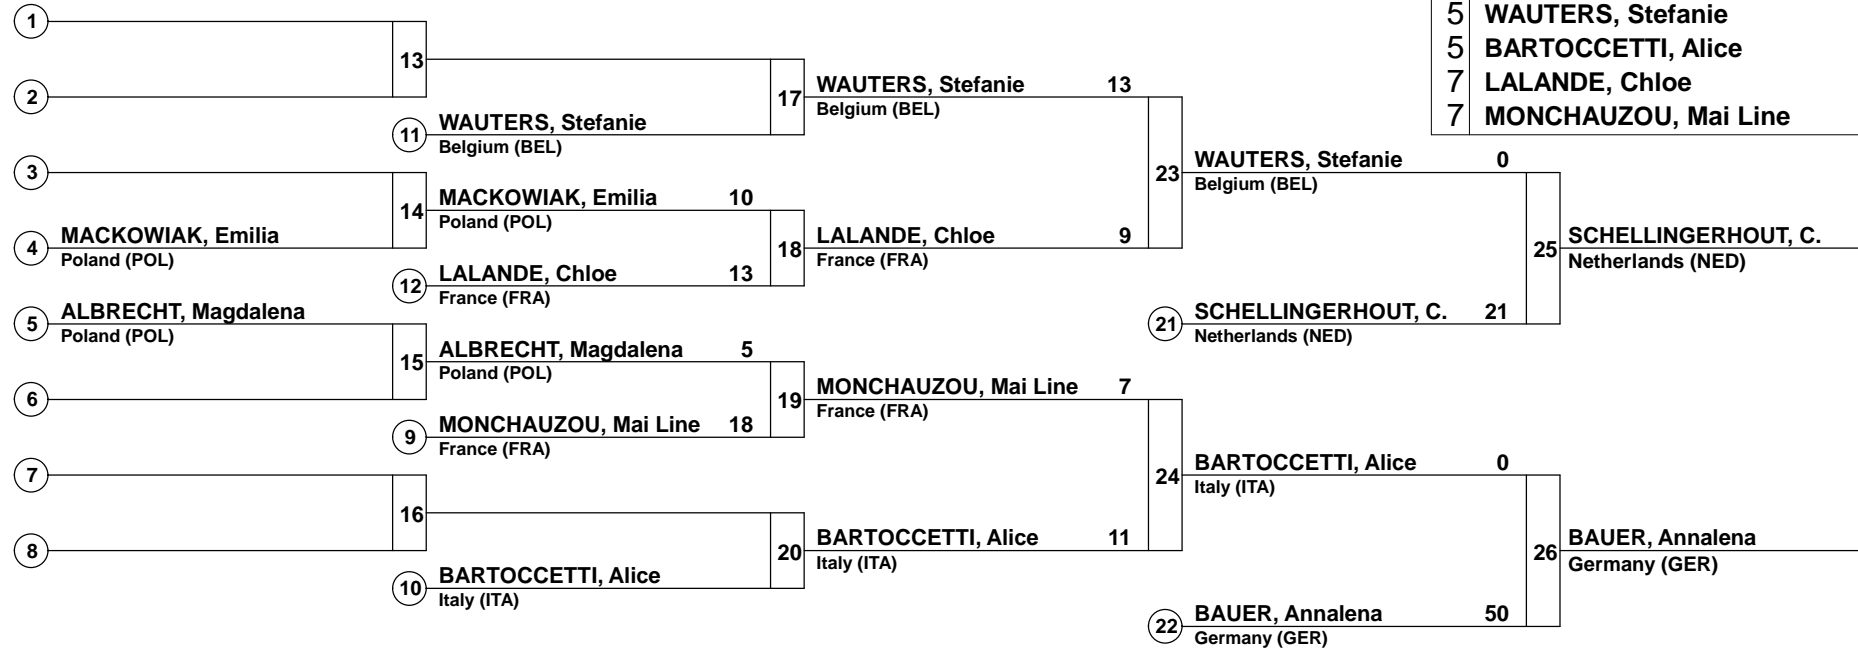 1
13
2
11
WAUTERS, Stefanie
Belgium (BEL)
17
WAUTERS, Stefanie 13
Belgium (BEL)
3
14
4
MACKOWIAK, Emilia
Poland (POL)
MACKOWIAK, Emilia 10
Poland (POL)
12
LALANDE, Chloe 13
France (FRA)
18
LALANDE, Chloe 9
France (FRA)
23
WAUTERS, Stefanie 0
Belgium (BEL)
21
SCHELLINGERHOUT, C. 21
Netherlands (NED)
25
SCHELLINGERHOUT, C.
Netherlands (NED)
5
ALBRECHT, Magdalena
Poland (POL)
15
6
ALBRECHT, Magdalena 5
Poland (POL)
9
MONCHAUZOU, Mai Line 18
France (FRA)
19
MONCHAUZOU, Mai Line 7
France (FRA)
7
16
8
10
BARTOCCETTI, Alice
Italy (ITA)
20
BARTOCCETTI, Alice 11
Italy (ITA)
24
BARTOCCETTI, Alice 0
Italy (ITA)
22
BAUER, Annalena 50
Germany (GER)
26
BAUER, Annalena
Germany (GER)
5 WAUTERS, Stefanie
5 BARTOCCETTI, Alice
7 LALANDE, Chloe
7 MONCHAUZOU, Mai Line